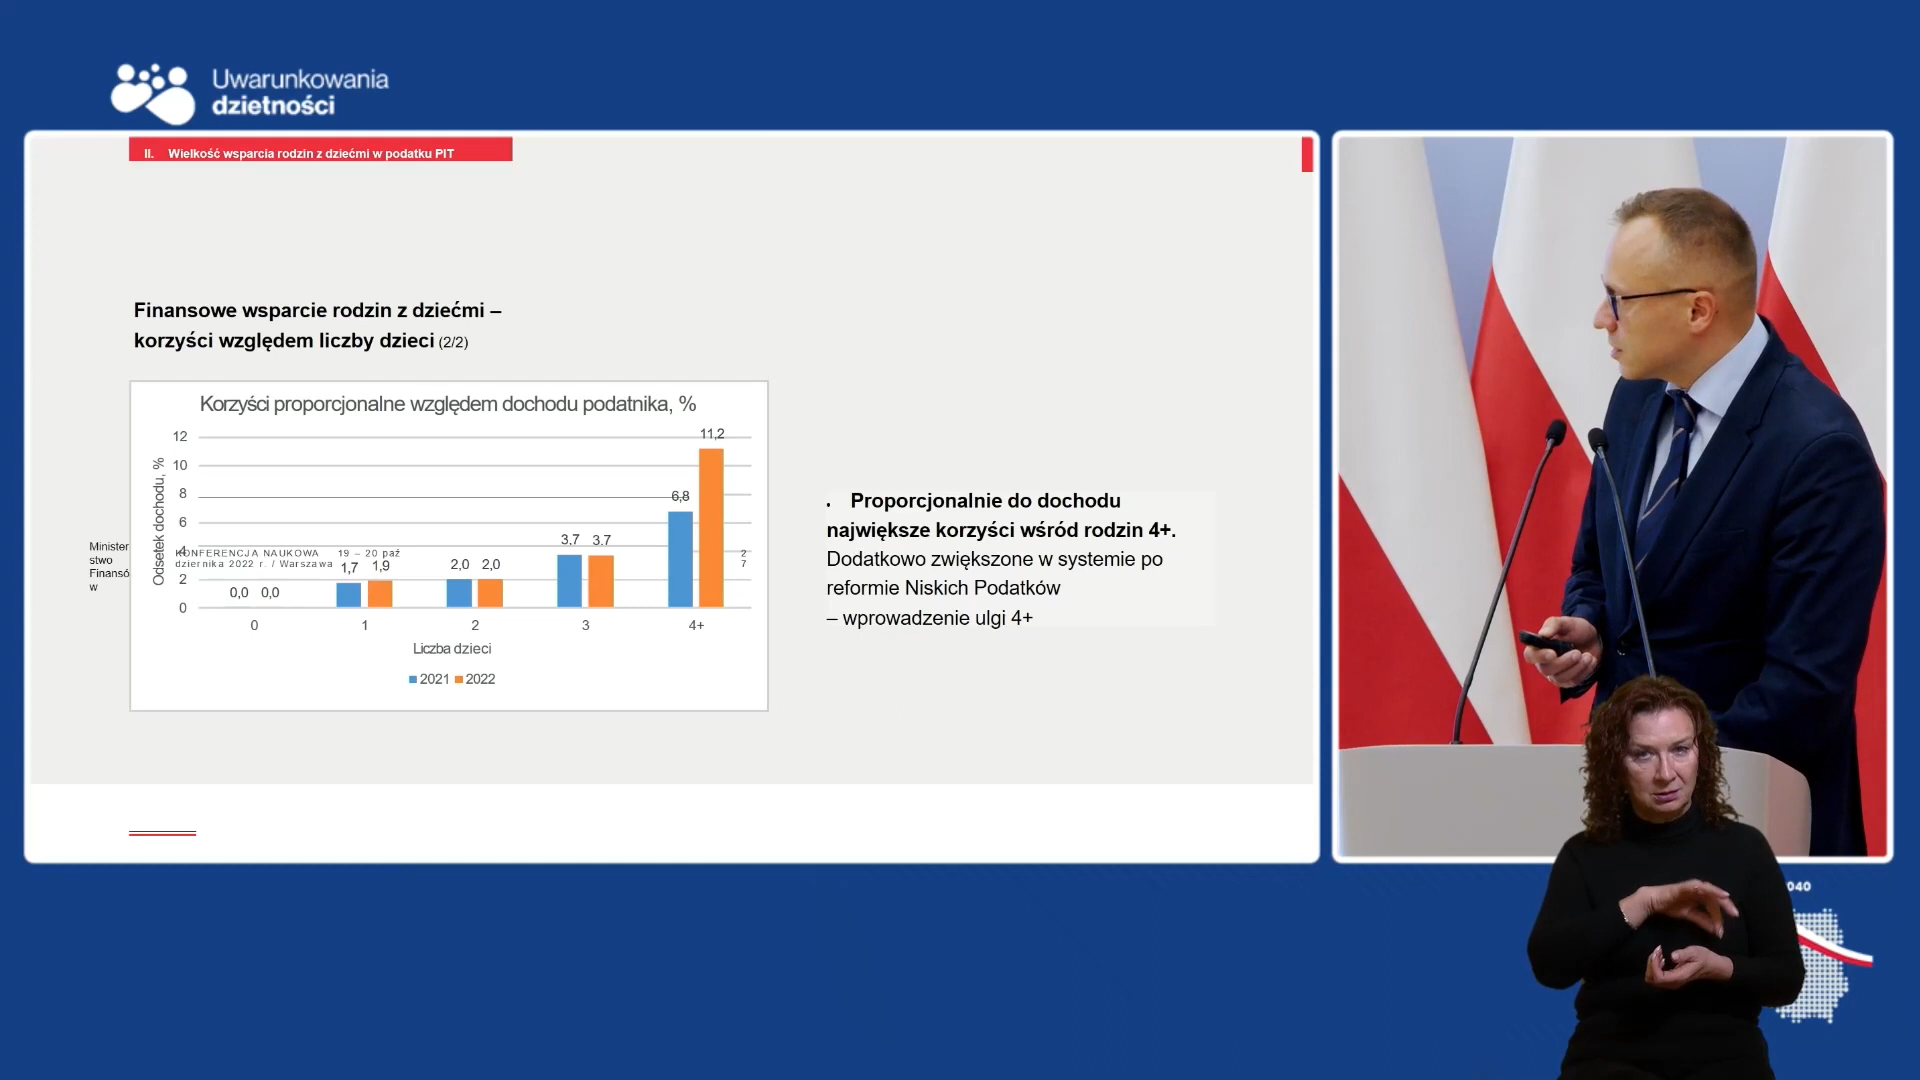 Uwarunkowania
dzietności
II. Wielkość wsparcia rodzin z dziećmi w podatku PIT
Finansowe wsparcie rodzin z dziećmi –
korzyści względem liczby dzieci (2/2)
Korzyści proporcjonalne względem dochodu podatnika, %
Odsetek dochodu, %
12
10
8
6
4
2
0
0,0 0,0
1,7 1,9
2,0 2,0
3,7 3,7
6,8 11,2
0 1 2 3 4+
Liczba dzieci
2021 2022
Minister
stwo
Finansó
w
KONFERENCJA NAUKOWA 19 – 20 paź
dziernika 2022 r. / Warszawa
2
7
• Proporcjonalnie do dochodu
największe korzyści wśród rodzin 4+.
Dodatkowo zwiększone w systemie po
reformie Niskich Podatków
– wprowadzenie ulgi 4+
040